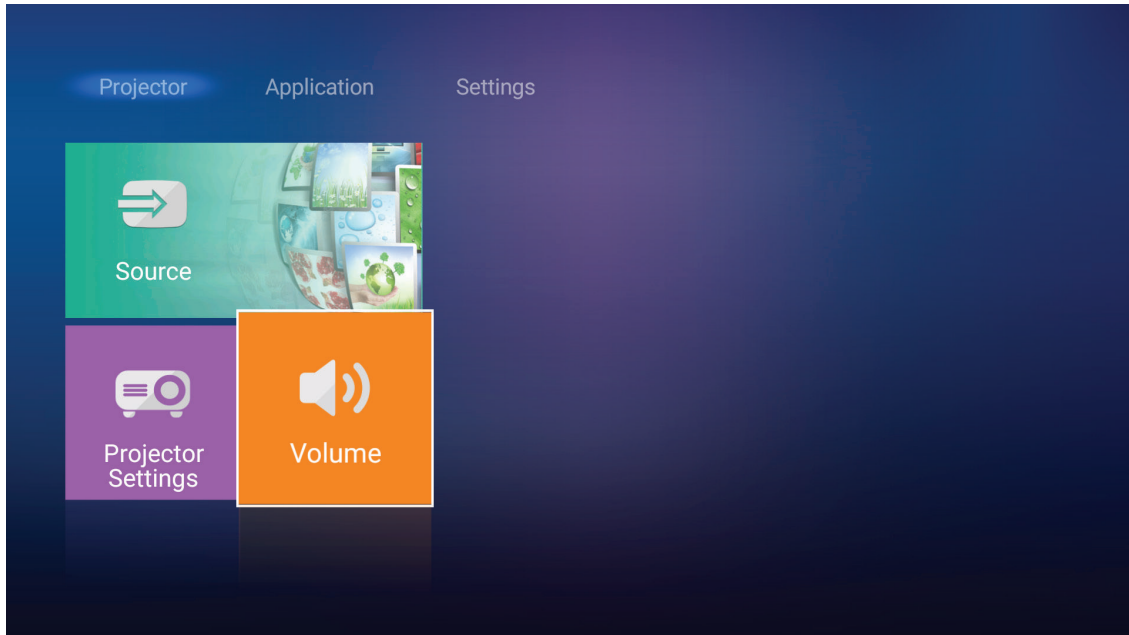 Projector
Application
Settings
Source
Projector
Settings
Volume